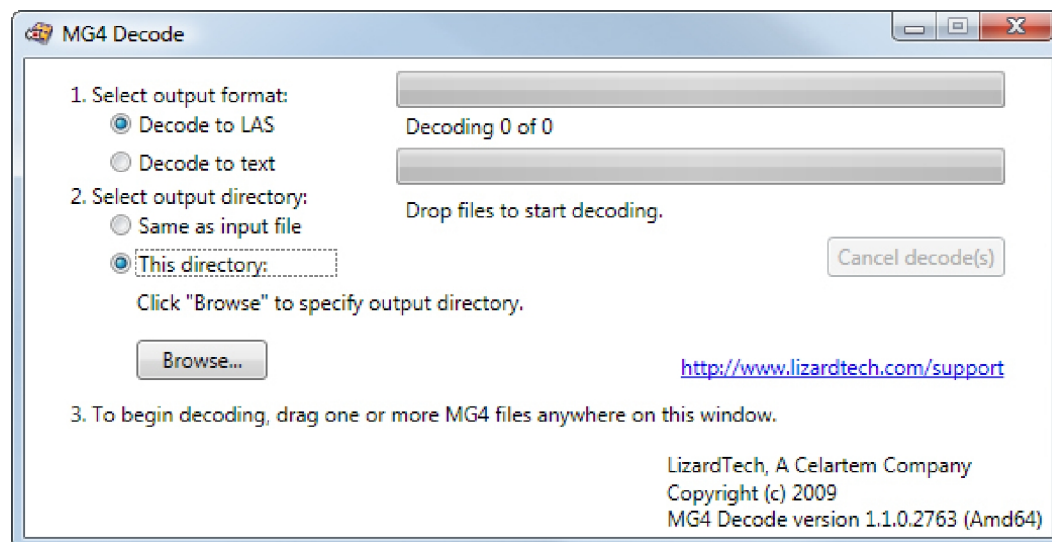 MG4 Decode
1. Select output format:
Decode to LAS
Decoding 0 of 0
Decode to text
2. Select output directory:
Same as input file
Drop files to start decoding.
This directory:
Cancel decode(s)
Click "Browse" to specify output directory.
Browse...
http://www.lizardtech.com/support
3. To begin decoding, drag one or more MG4 files anywhere on this window.
LizardTech, A Celartem Company
Copyright (c) 2009
MG4 Decode version 1.1.0.2763 (Amd64)